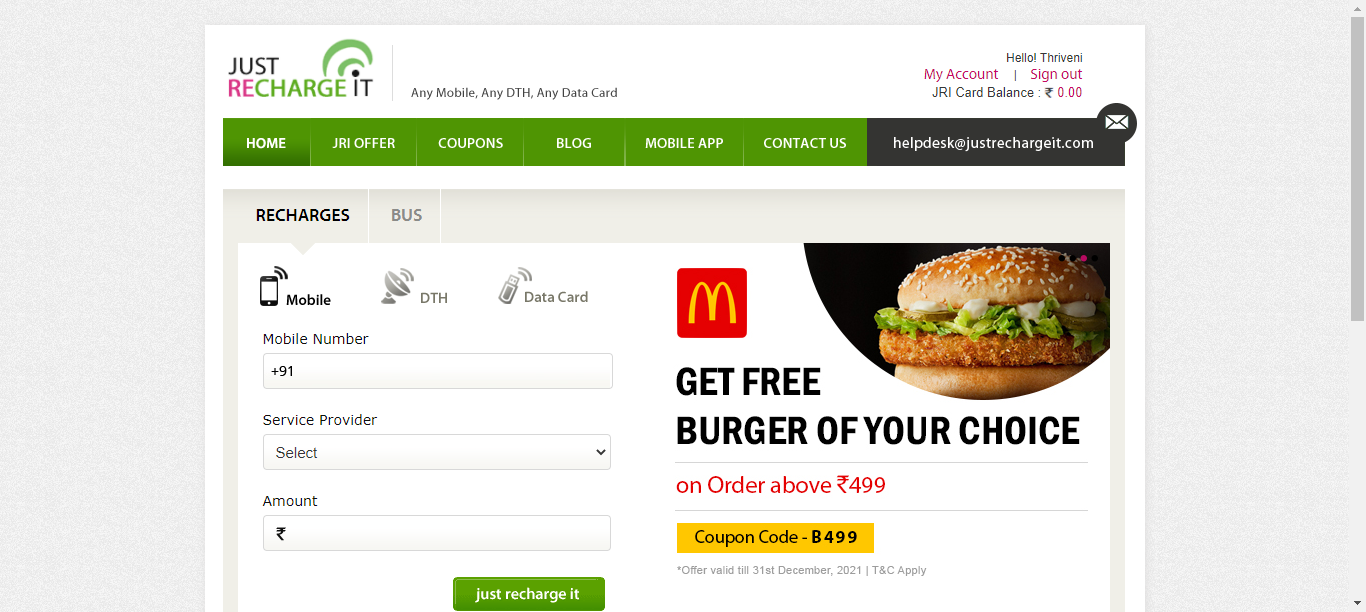 JUST
RECHARGE IT
Any Mobile, Any DTH, Any Data Card
Hello! Thriveni
My Account | Sign out
JRI Card Balance : ₹ 0.00
HOME JRI OFFER COUPONS BLOG MOBILE APP CONTACT US helpdesk@justrechargeit.com
RECHARGES BUS
Mobile DTH Data Card
Mobile Number
+91
Service Provider
Select
Amount
₹
just recharge it
GET FREE
BURGER OF YOUR CHOICE
on Order above ₹499
Coupon Code - B499
*Offer valid till 31st December, 2021 | T&C Apply